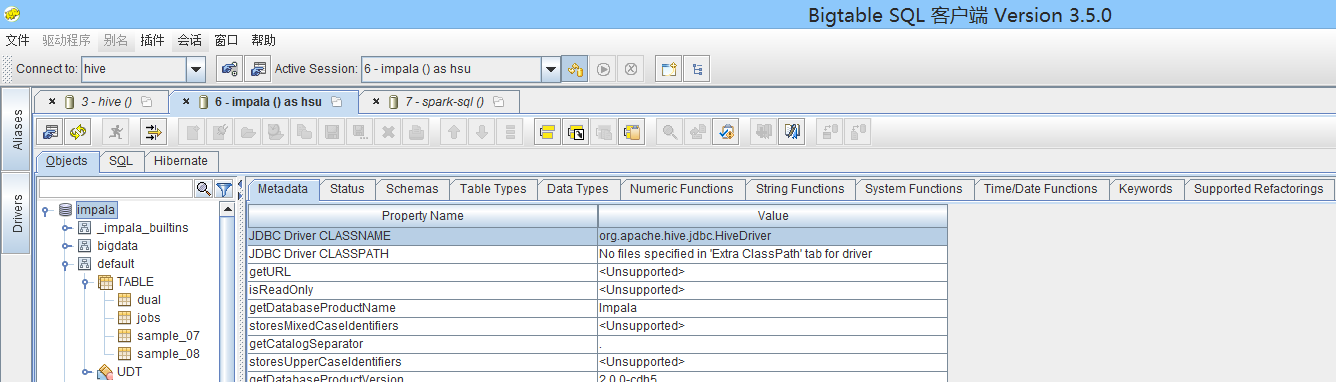 Bigtable SQL 客户端 Version 3.5.0
文件 驱动程序 别名 插件 会话 窗口 帮助
Connect to: hive Active Session: 6 - impala () as hsu
3 - hive () 6 - impala () as hsu 7 - spark-sql ()
Aliases
Drivers
Objects SQL Hibernate
impala
_impala_builtins
bigdata
default
TABLE
dual
jobs
sample_07
sample_08
UDT
Metadata Status Schemas Table Types Data Types Numeric Functions String Functions System Functions Time/Date Functions Keywords Supported Refactorings
Property Name Value
JDBC Driver CLASSNAME org.apache.hive.jdbc.HiveDriver
JDBC Driver CLASSPATH No files specified in 'Extra ClassPath' tab for driver
getURL <Unsupported>
isReadOnly <Unsupported>
getDatabaseProductName Impala
storesMixedCaseIdentifiers <Unsupported>
getCatalogSeparator .
storesUpperCaseIdentifiers <Unsupported>
getDatabaseProductVersion 2.0.0-cdh5